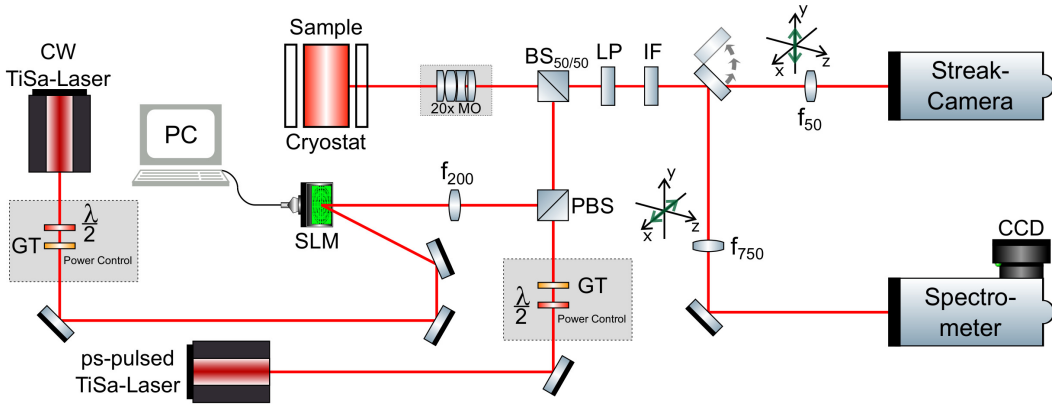 CW
TiSa-Laser
PC
Sample
Cryostat
20x MO
BS50/50
LP
IF
y
z
x
f50
Streak-
Camera
λ
2
GT
Power Control
SLM
f200
PBS
y
z
x
f750
CCD
Spectro-
meter
GT
λ
2
Power Control
ps-pulsed
TiSa-Laser